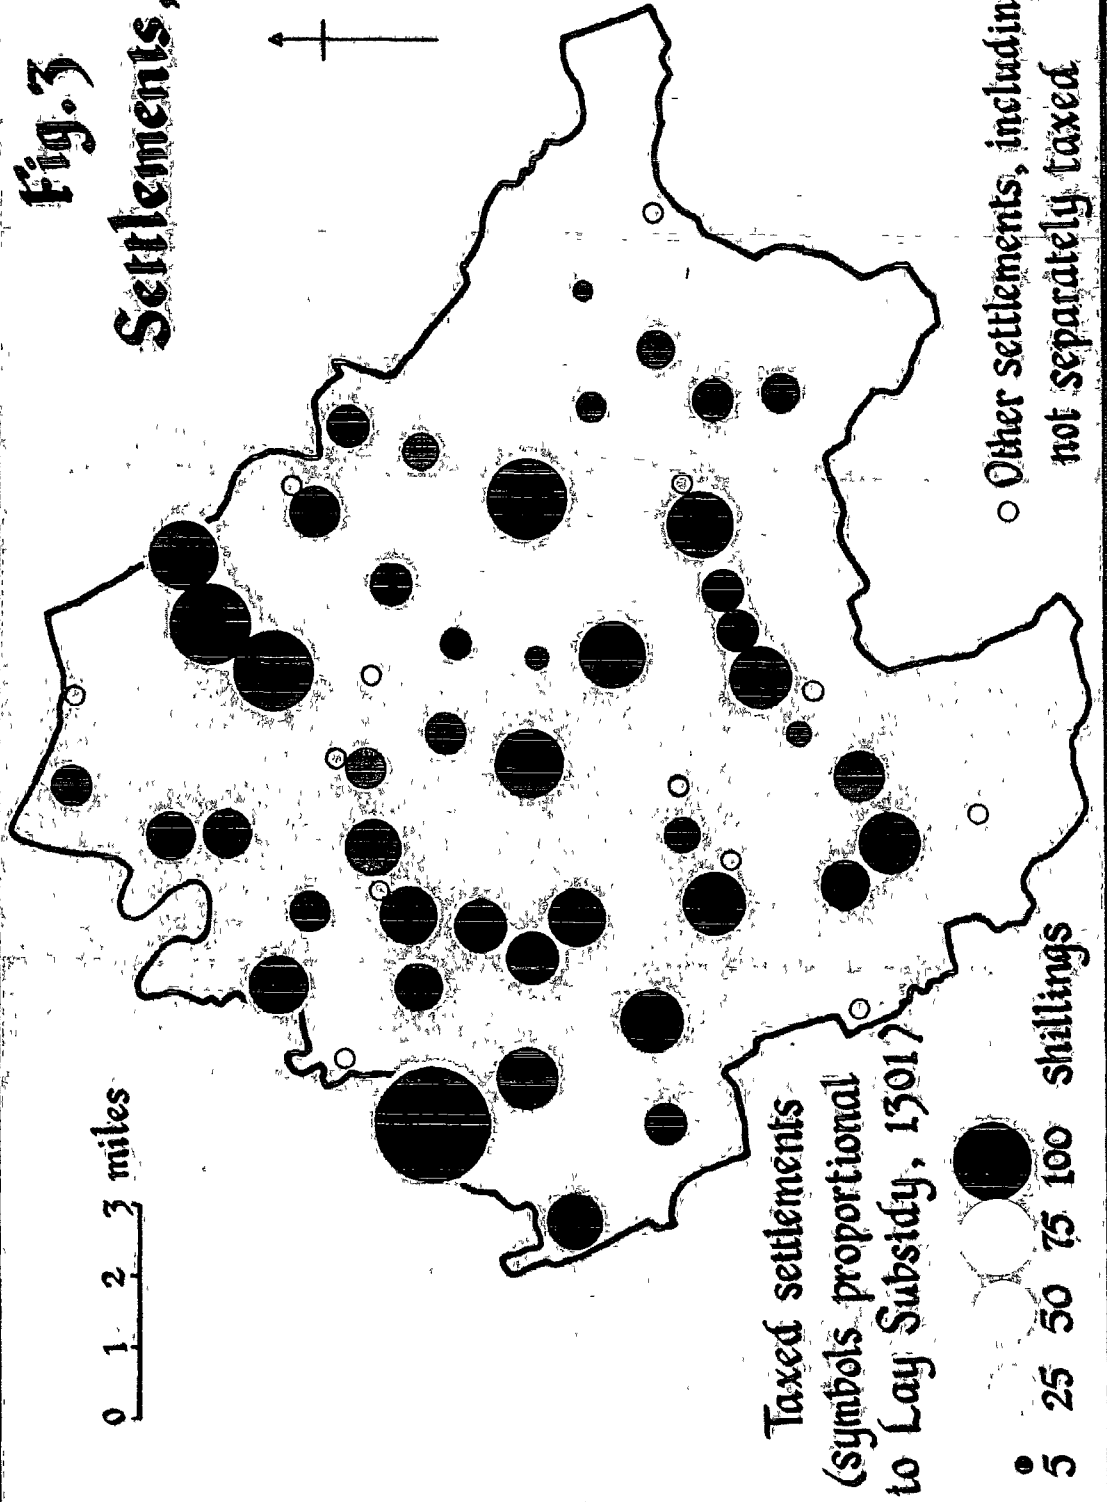 Fig. 3
Settlements,
0 1 2 3 miles
Taxed settlements
(symbols proportional
to Lay Subsidy, 1301)
5 25 50 75 100 shillings
Other settlements, includin
not separately taxed